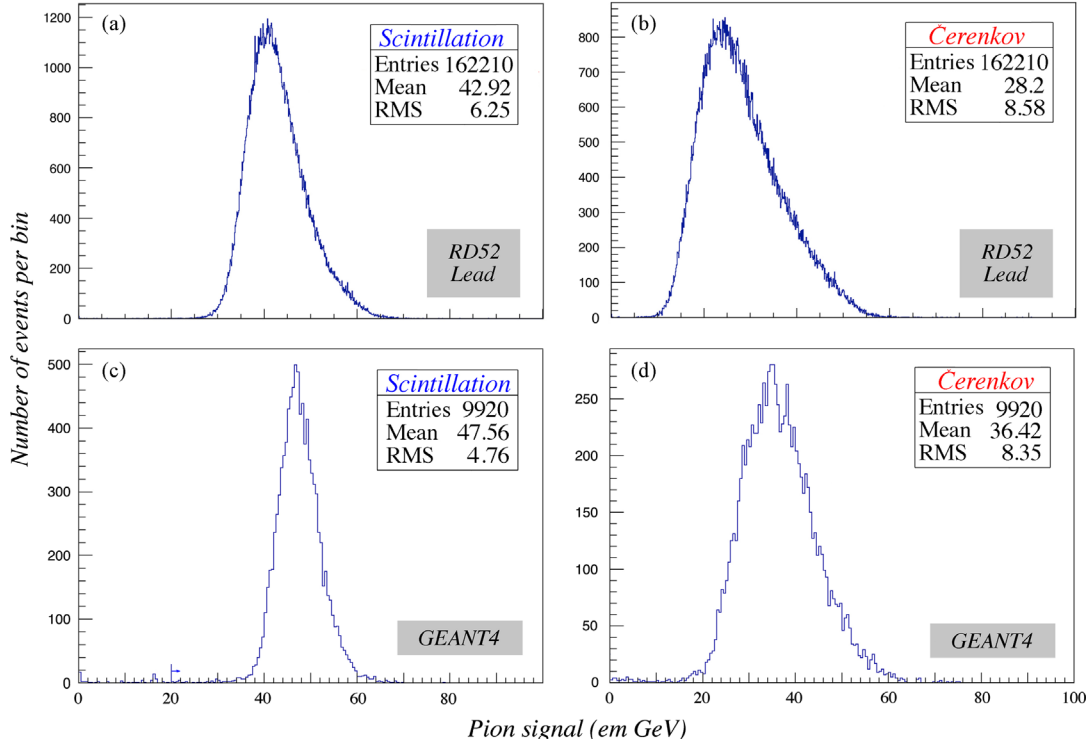 (a)
Scintillation
Entries 162210
Mean 42.92
RMS 6.25
RD52
Lead
1200
1000
800
600
400
200
0
(b)
Čerenkov
Entries 162210
Mean 28.2
RMS 8.58
RD52
Lead
800
700
600
500
400
300
200
100
0
Number of events per bin
(c)
Scintillation
Entries 9920
Mean 47.56
RMS 4.76
GEANT4
500
400
300
200
100
0
0 20 40 60 80
(d)
Čerenkov
Entries 9920
Mean 36.42
RMS 8.35
GEANT4
250
200
150
100
50
0
0 20 40 60 80 100
Pion signal (em GeV)